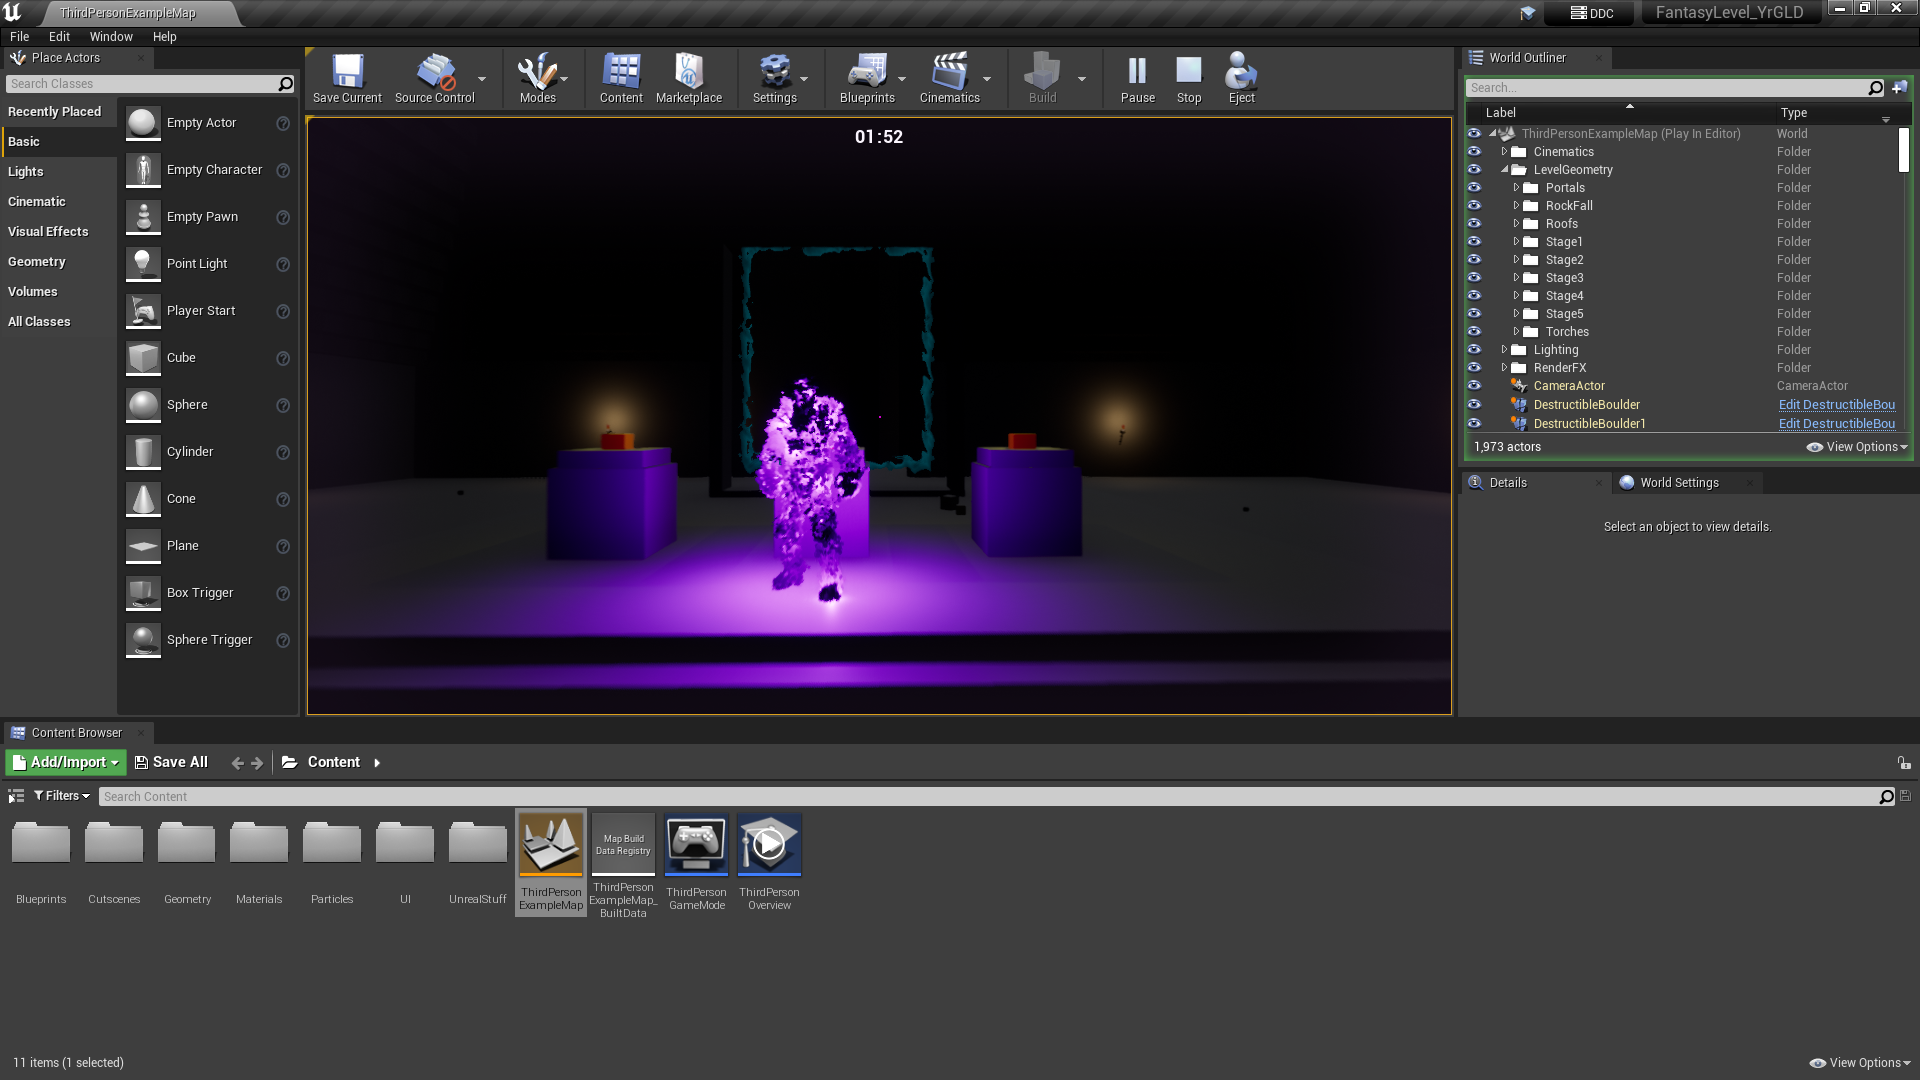 ThirdPersonExampleMap
DDC
FantasyLevel_YrGLD
File Edit Window Help
Place Actors
Search Classes
Recently Placed
Basic
Lights
Cinematic
Visual Effects
Geometry
Volumes
All Classes
Empty Actor
Empty Character
Empty Pawn
Point Light
Player Start
Cube
Sphere
Cylinder
Cone
Plane
Box Trigger
Sphere Trigger
Save Current Source Control Modes Content Marketplace Settings Blueprints Cinematics Build Pause Stop Eject
01:52
World Outliner
Search...
Label Type
ThirdPersonExampleMap (Play In Editor) World
Cinematics Folder
LevelGeometry Folder
Portals Folder
RockFall Folder
Roofs Folder
Stage1 Folder
Stage2 Folder
Stage3 Folder
Stage4 Folder
Stage5 Folder
Torches Folder
Lighting Folder
RenderFX Folder
CameraActor CameraActor
DestructibleBoulder Edit DestructibleBou
DestructibleBoulder1 Edit DestructibleBou
1,973 actors View Options
Details World Settings
Select an object to view details.
Content Browser
Add/Import Save All Content
Filters Search Content
Blueprints
Cutscenes
Geometry
Materials
Particles
UI
UnrealStuff
ThirdPerson
ExampleMap
Map Build
Data Registry
ThirdPerson
ExampleMap_
BuiltData
ThirdPerson
GameMode
ThirdPerson
Overview
11 items (1 selected) View Options